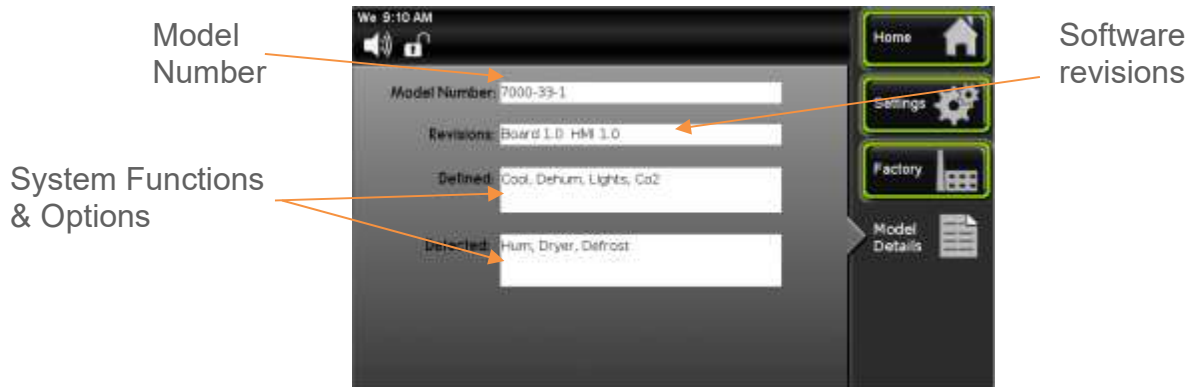 Model
Number
System Functions
& Options
We 9:10 AM
Model Number: 7000-33-1
Revisions: Board 1.0 HMI 1.0
Defined: Cool, Dehum, Lights, Co2
Detected: Hum, Dryer, Defrost
Home
Settings
Factory
Model
Details
Software
revisions